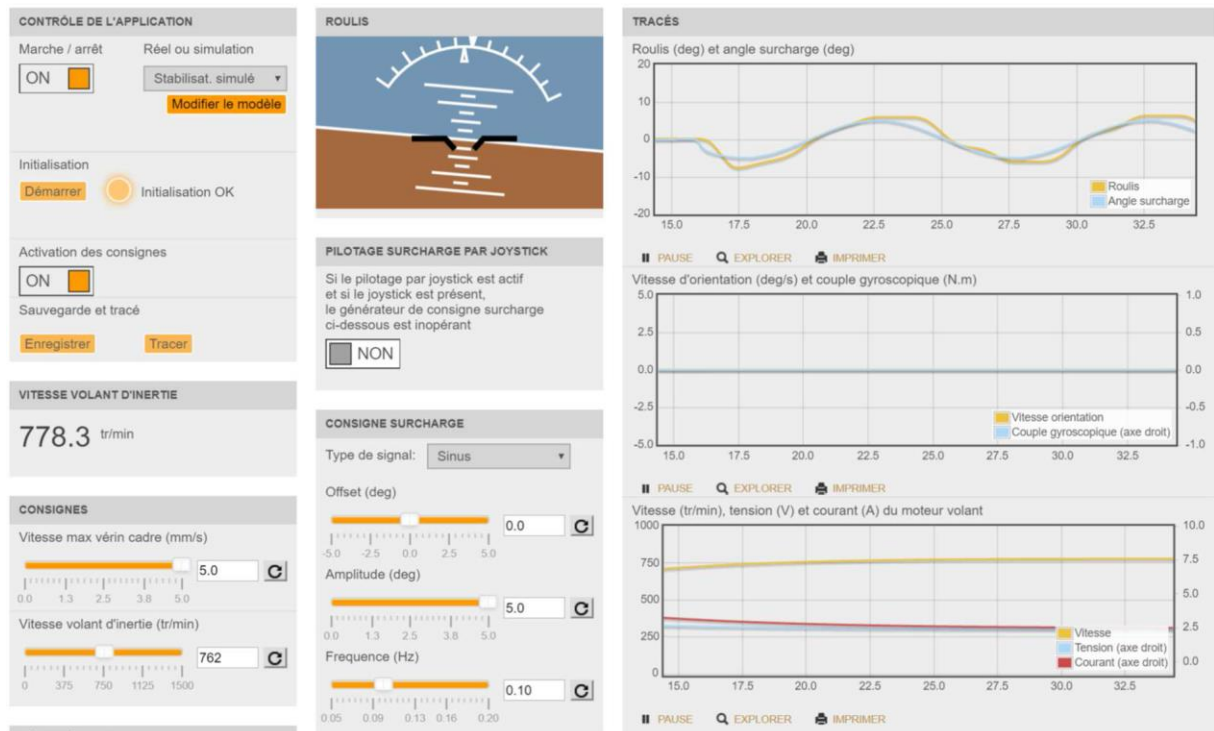 CONTRÔLE DE L'APPLICATION
Marche / arrêt Réel ou simulation
ON Stabilisat. simulé
Modifier le modèle
Initialisation
Démarrer Initialisation OK
Activation des consignes
ON
Sauvegarde et tracé
Enregistrer Tracer
VITESSE VOLANT D'INERTIE
778.3 tr/min
CONSIGNES
Vitesse max vérin cadre (mm/s)
5.0
0.0 1.3 2.5 3.8 5.0
Vitesse volant d'inertie (tr/min)
762
0 375 750 1125 1500
ROULIS
PILOTAGE SURCHARGE PAR JOYSTICK
Si le pilotage par joystick est actif
et si le joystick est présent,
le générateur de consigne surcharge
ci-dessous est inopérant
NON
CONSIGNE SURCHARGE
Type de signal: Sinus
Offset (deg)
0.0
-5.0 -2.5 0.0 2.5 5.0
Amplitude (deg)
5.0
0.0 1.3 2.5 3.8 5.0
Frequence (Hz)
0.10
0.05 0.09 0.13 0.16 0.20
TRACÉS
Roulis (deg) et angle surcharge (deg)
20
10
0
-10
-20
Roulis
Angle surcharge
15.0 17.5 20.0 22.5 25.0 27.5 30.0 32.5
PAUSE EXPLORER IMPRIMER
Vitesse d'orientation (deg/s) et couple gyroscopique (N.m)
5.0 1.0
2.5 0.5
0.0 0.0
-2.5 -0.5
Vitesse orientation
Couple gyroscopique (axe droit)
-5.0 -1.0
15.0 17.5 20.0 22.5 25.0 27.5 30.0 32.5
PAUSE EXPLORER IMPRIMER
Vitesse (tr/min), tension (V) et courant (A) du moteur volant
1000 10.0
750 7.5
500 5.0
250 2.5
Vitesse
Tension (axe droit)
Courant (axe droit)
0 0.0
15.0 17.5 20.0 22.5 25.0 27.5 30.0 32.5
PAUSE EXPLORER IMPRIMER